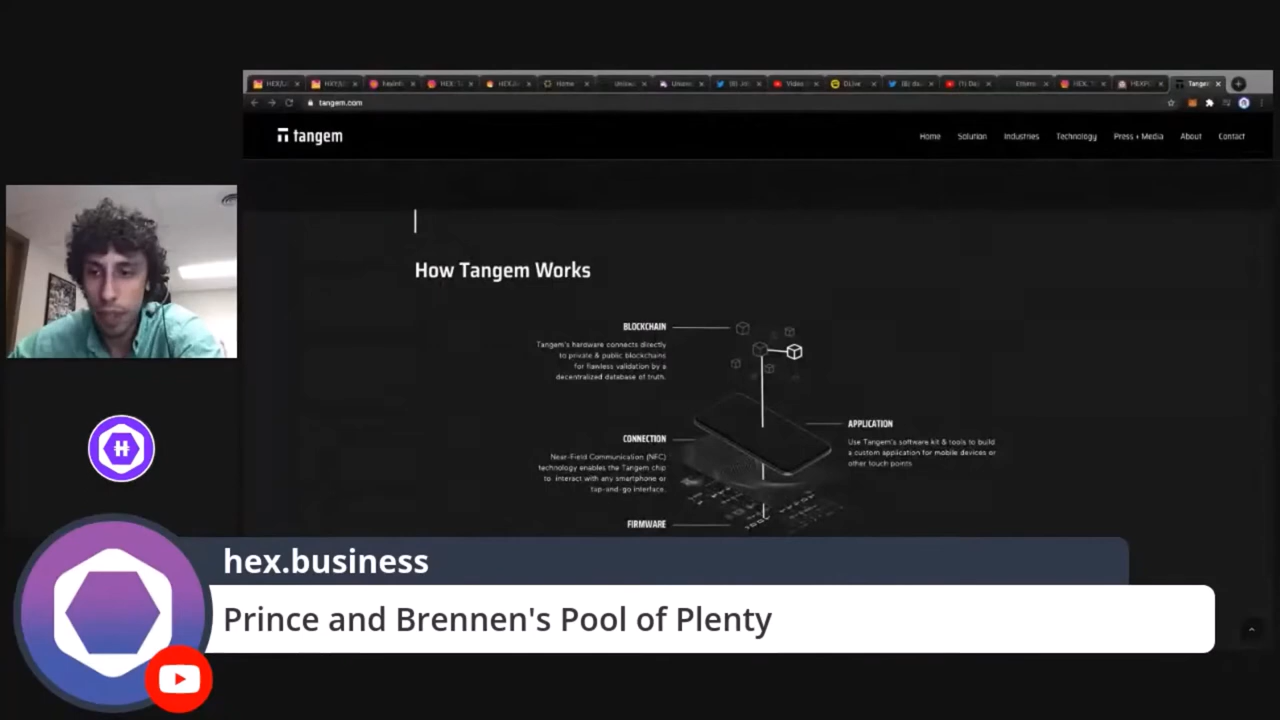 tangem.com
tangem
Home Solution Industries Technology Press + Media About Contact
How Tangem Works
BLOCKCHAIN
Tangem's hardware connects directly
to private & public blockchains
for flawless validation by a
decentralized database of truth.
APPLICATION
Use Tangem's software kit & tools to build
a custom application for mobile devices or
other touch points
CONNECTION
Near-Field Communication (NFC)
technology enables the Tangem chip
to interact with any smartphone or
tap-and-go interface.
FIRMWARE
hex.business
Prince and Brennen's Pool of Plenty